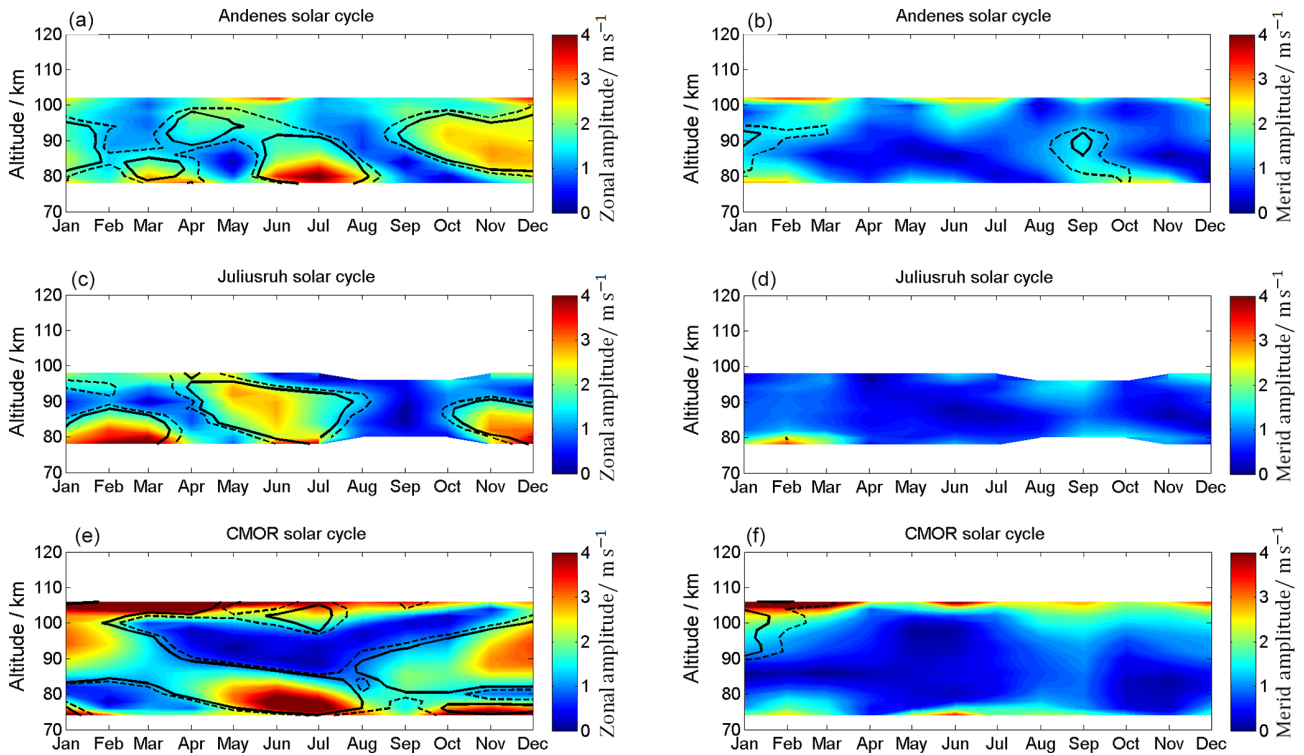 (a) Andenes solar cycle
120
110
100
90
80
70
Altitude / km
Jan Feb Mar Apr May Jun Jul Aug Sep Oct Nov Dec
4
3
2
1
0
Zonal amplitude/ m s⁻¹
(b) Andenes solar cycle
120
110
100
90
80
70
Altitude / km
Jan Feb Mar Apr May Jun Jul Aug Sep Oct Nov Dec
4
3
2
1
0
Merid amplitude/ m s⁻¹
(c) Juliusruh solar cycle
120
110
100
90
80
70
Altitude / km
Jan Feb Mar Apr May Jun Jul Aug Sep Oct Nov Dec
4
3
2
1
0
Zonal amplitude/ m s⁻¹
(d) Juliusruh solar cycle
120
110
100
90
80
70
Altitude / km
Jan Feb Mar Apr May Jun Jul Aug Sep Oct Nov Dec
4
3
2
1
0
Merid amplitude/ m s⁻¹
(e) CMOR solar cycle
120
110
100
90
80
70
Altitude / km
Jan Feb Mar Apr May Jun Jul Aug Sep Oct Nov Dec
4
3
2
1
0
Zonal amplitude/ m s⁻¹
(f) CMOR solar cycle
120
110
100
90
80
70
Altitude / km
Jan Feb Mar Apr May Jun Jul Aug Sep Oct Nov Dec
4
3
2
1
0
Merid amplitude/ m s⁻¹